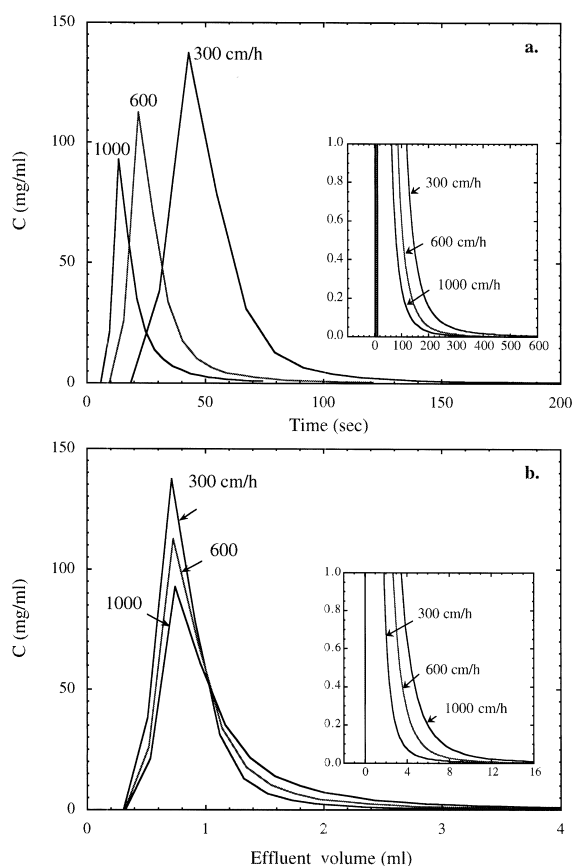 150
a.
300 cm/h
600
1000
100
50
0
C (mg/ml)
1.0
0.8
0.6
0.4
0.2
0.0
300 cm/h
600 cm/h
1000 cm/h
0 100 200 300 400 500 600
0 50 100 150 200
Time (sec)
150
b.
300 cm/h
600
1000
100
50
0
C (mg/ml)
1.0
0.8
0.6
0.4
0.2
0.0
300 cm/h
600 cm/h
1000 cm/h
0 4 8 12 16
0 1 2 3 4
Effluent volume (ml)